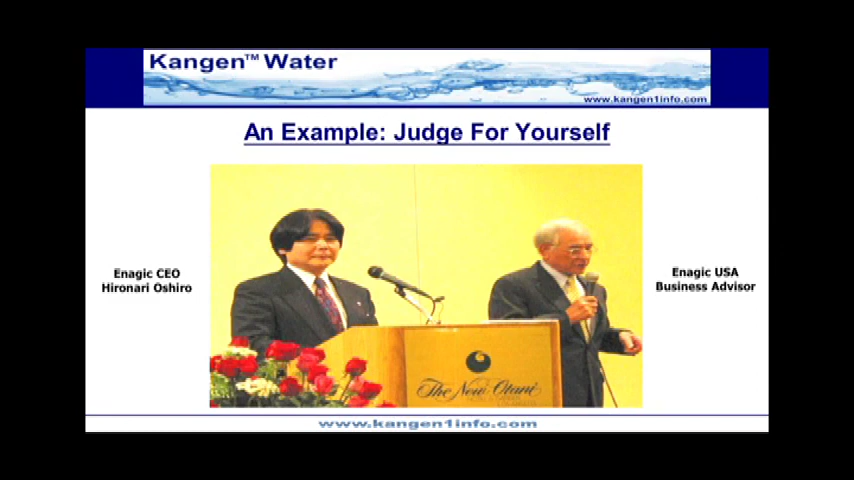 Kangen™ Water
www.kangen1info.com
An Example: Judge For Yourself
Enagic CEO
Hironari Oshiro
Enagic USA
Business Advisor
The New Otani
www.kangen1info.com